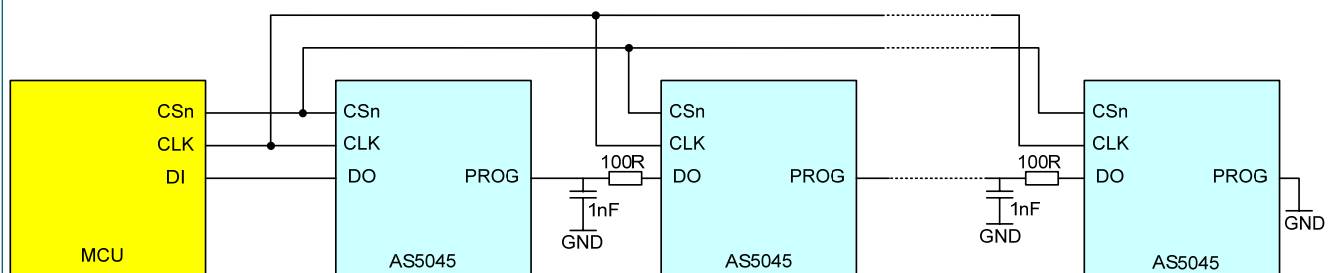 CSn CSn CSn CSn
CLK CLK CLK CLK
100R 100R
DI DO PROG DO PROG DO PROG
1nF 1nF
GND GND GND
MCU AS5045 AS5045 AS5045